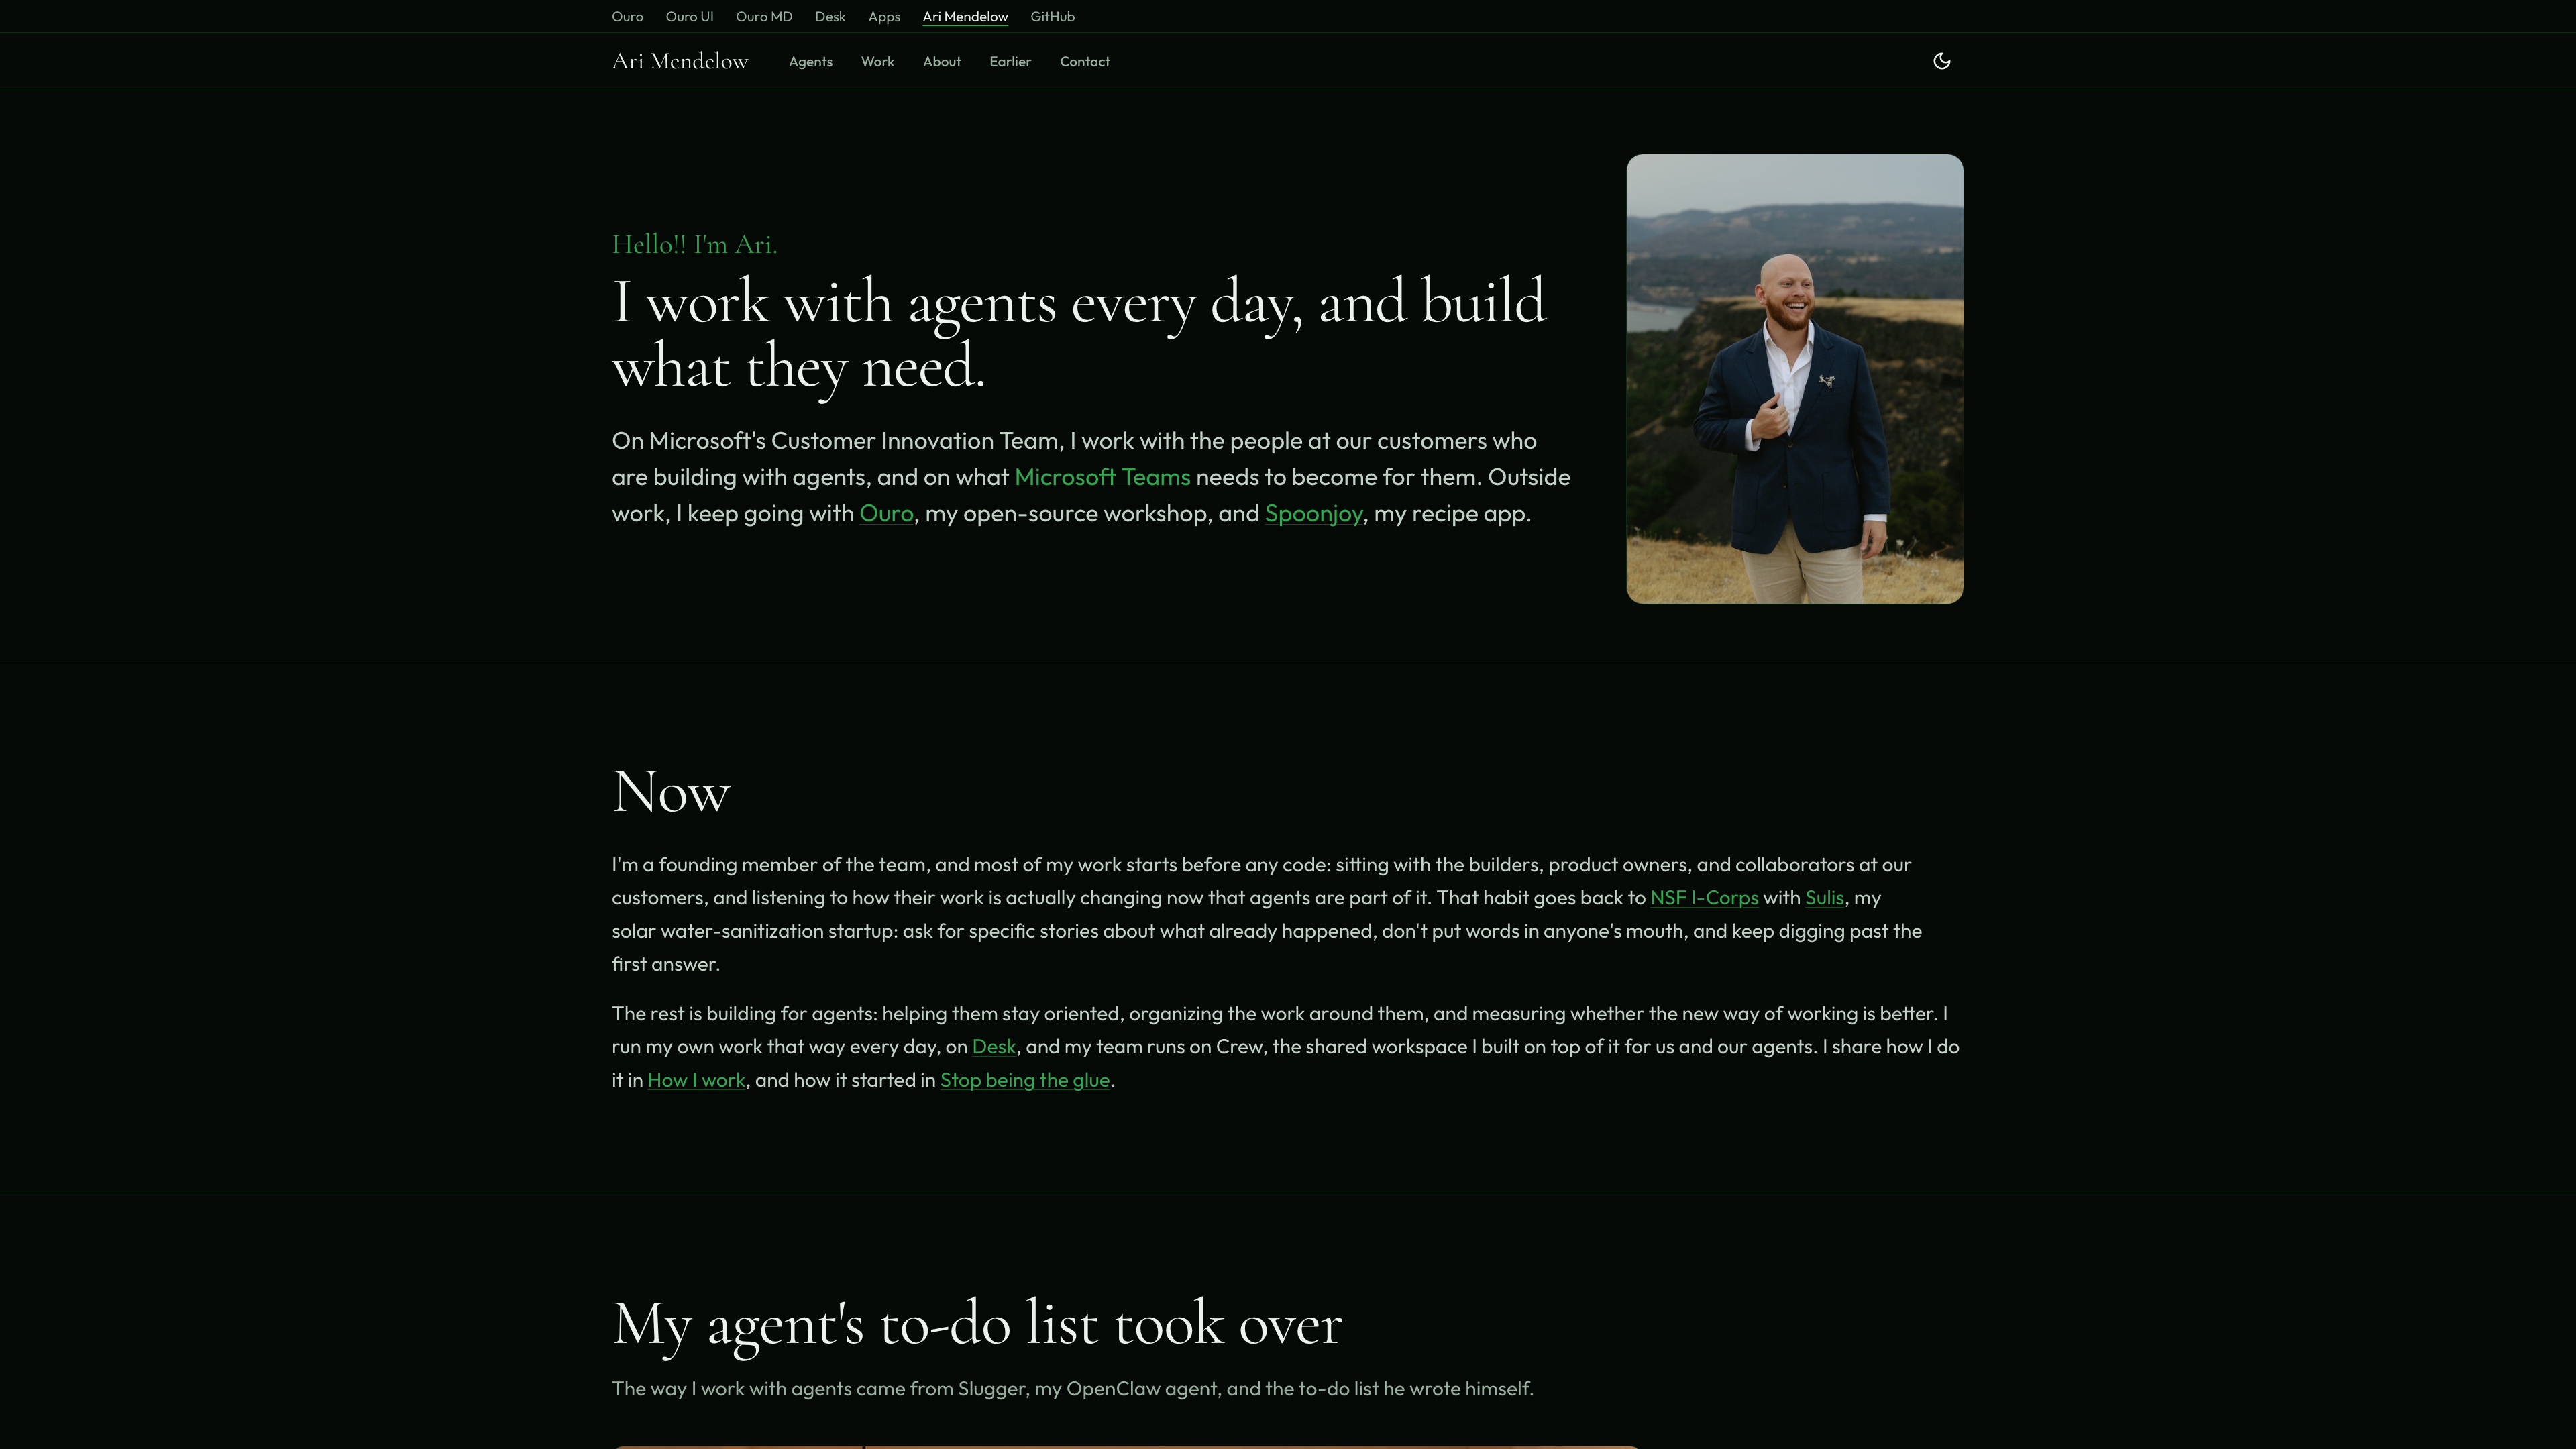 Ouro Ouro UI Ouro MD Desk Apps Ari Mendelow GitHub
Ari Mendelow Agents Work About Earlier Contact
Hello!! I'm Ari.
I work with agents every day, and build
what they need.
On Microsoft's Customer Innovation Team, I work with the people at our customers who
are building with agents, and on what Microsoft Teams needs to become for them. Outside
work, I keep going with Ouro, my open-source workshop, and Spoonjoy, my recipe app.
Now
I'm a founding member of the team, and most of my work starts before any code: sitting with the builders, product owners, and collaborators at our
customers, and listening to how their work is actually changing now that agents are part of it. That habit goes back to NSF I-Corps with Sulis, my
solar water-sanitization startup: ask for specific stories about what already happened, don't put words in anyone's mouth, and keep digging past the
first answer.
The rest is building for agents: helping them stay oriented, organizing the work around them, and measuring whether the new way of working is better. I
run my own work that way every day, on Desk, and my team runs on Crew, the shared workspace I built on top of it for us and our agents. I share how I do
it in How I work, and how it started in Stop being the glue.
My agent's to-do list took over
The way I work with agents came from Slugger, my OpenClaw agent, and the to-do list he wrote himself.